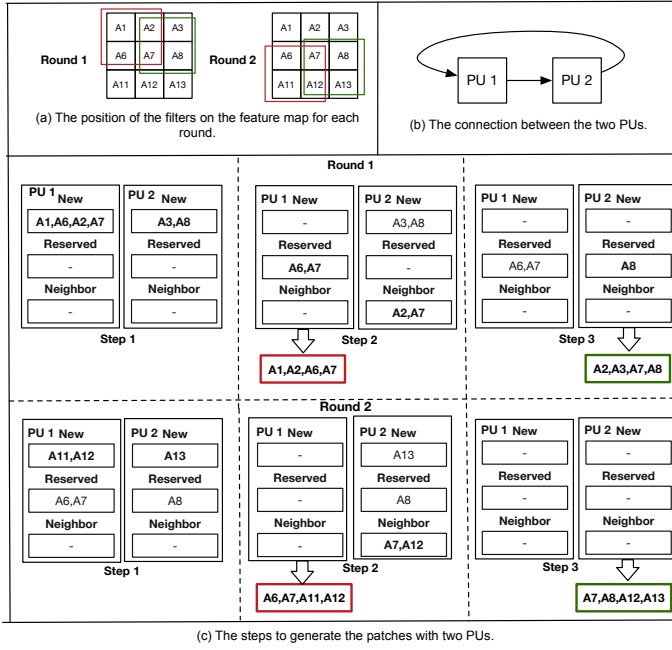 A1 A2 A3
Round 1 A6 A7 A8
A11 A12 A13
A1 A2 A3
Round 2 A6 A7 A8
A11 A12 A13
(a) The position of the filters on the feature map for each
round.
PU 1 PU 2
(b) The connection between the two PUs.
Round 1
PU 1 New
A1,A6,A2,A7
Reserved
-
Neighbor
-
PU 2 New
A3,A8
Reserved
-
Neighbor
-
Step 1
PU 1 New
-
Reserved
A6,A7
Neighbor
-
PU 2 New
A3,A8
Reserved
-
Neighbor
A2,A7
Step 2
A1,A2,A6,A7
PU 1 New
-
Reserved
A6,A7
Neighbor
-
PU 2 New
-
Reserved
A8
Neighbor
-
Step 3
A2,A3,A7,A8
Round 2
PU 1 New
A11,A12
Reserved
A6,A7
Neighbor
-
PU 2 New
A13
Reserved
A8
Neighbor
-
Step 1
PU 1 New
-
Reserved
-
Neighbor
-
PU 2 New
A13
Reserved
A8
Neighbor
A7,A12
Step 2
A6,A7,A11,A12
PU 1 New
-
Reserved
-
Neighbor
-
PU 2 New
-
Reserved
-
Neighbor
-
Step 3
A7,A8,A12,A13
(c) The steps to generate the patches with two PUs.